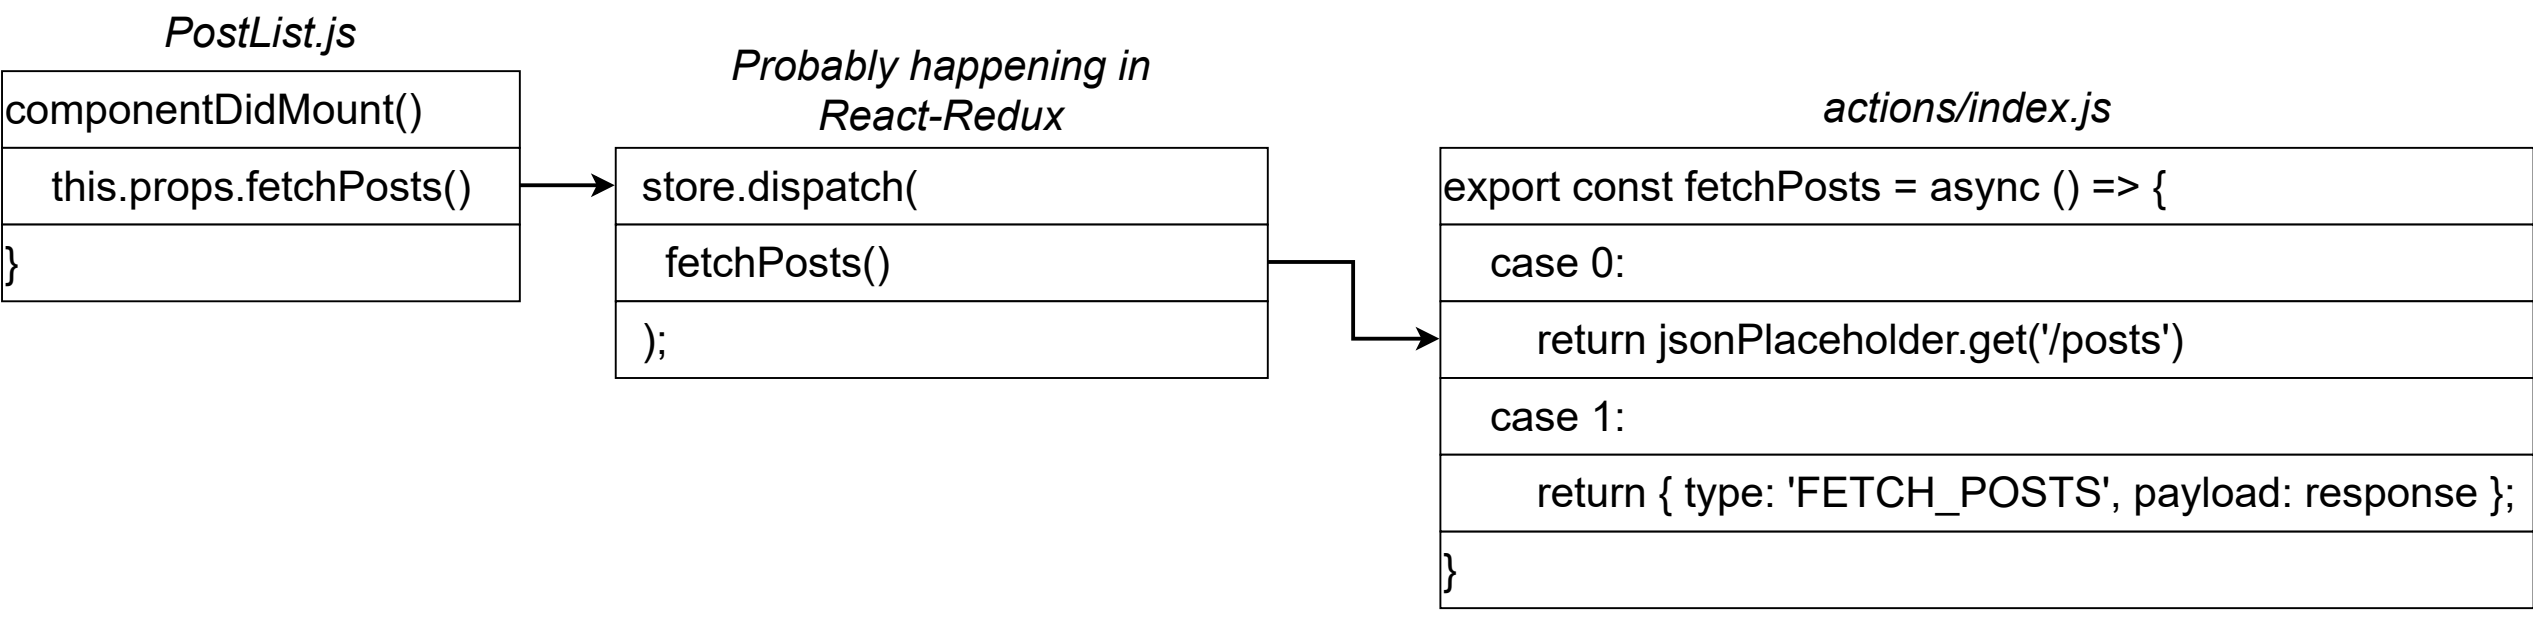 PostList.js
componentDidMount()
this.props.fetchPosts()
}
Probably happening in
React-Redux
store.dispatch(
fetchPosts()
);
actions/index.js
export const fetchPosts = async () => {
case 0:
return jsonPlaceholder.get('/posts')
case 1:
return { type: 'FETCH_POSTS', payload: response };
}